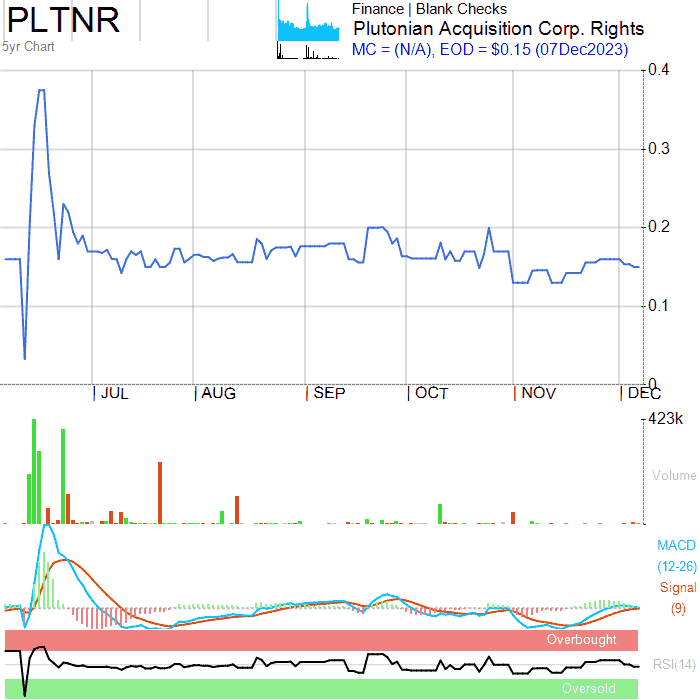 PLTNR
Finance | Blank Checks
Plutonian Acquisition Corp. Rights
5yr Chart
MC = (N/A), EOD = $0.15 (07Dec2023)
0.4
0.3
0.2
0.1
0
JUL AUG SEP OCT NOV DEC
423k
Volume
MACD
(12-26)
Signal
(9)
Overbought
RSI(14)
Oversold